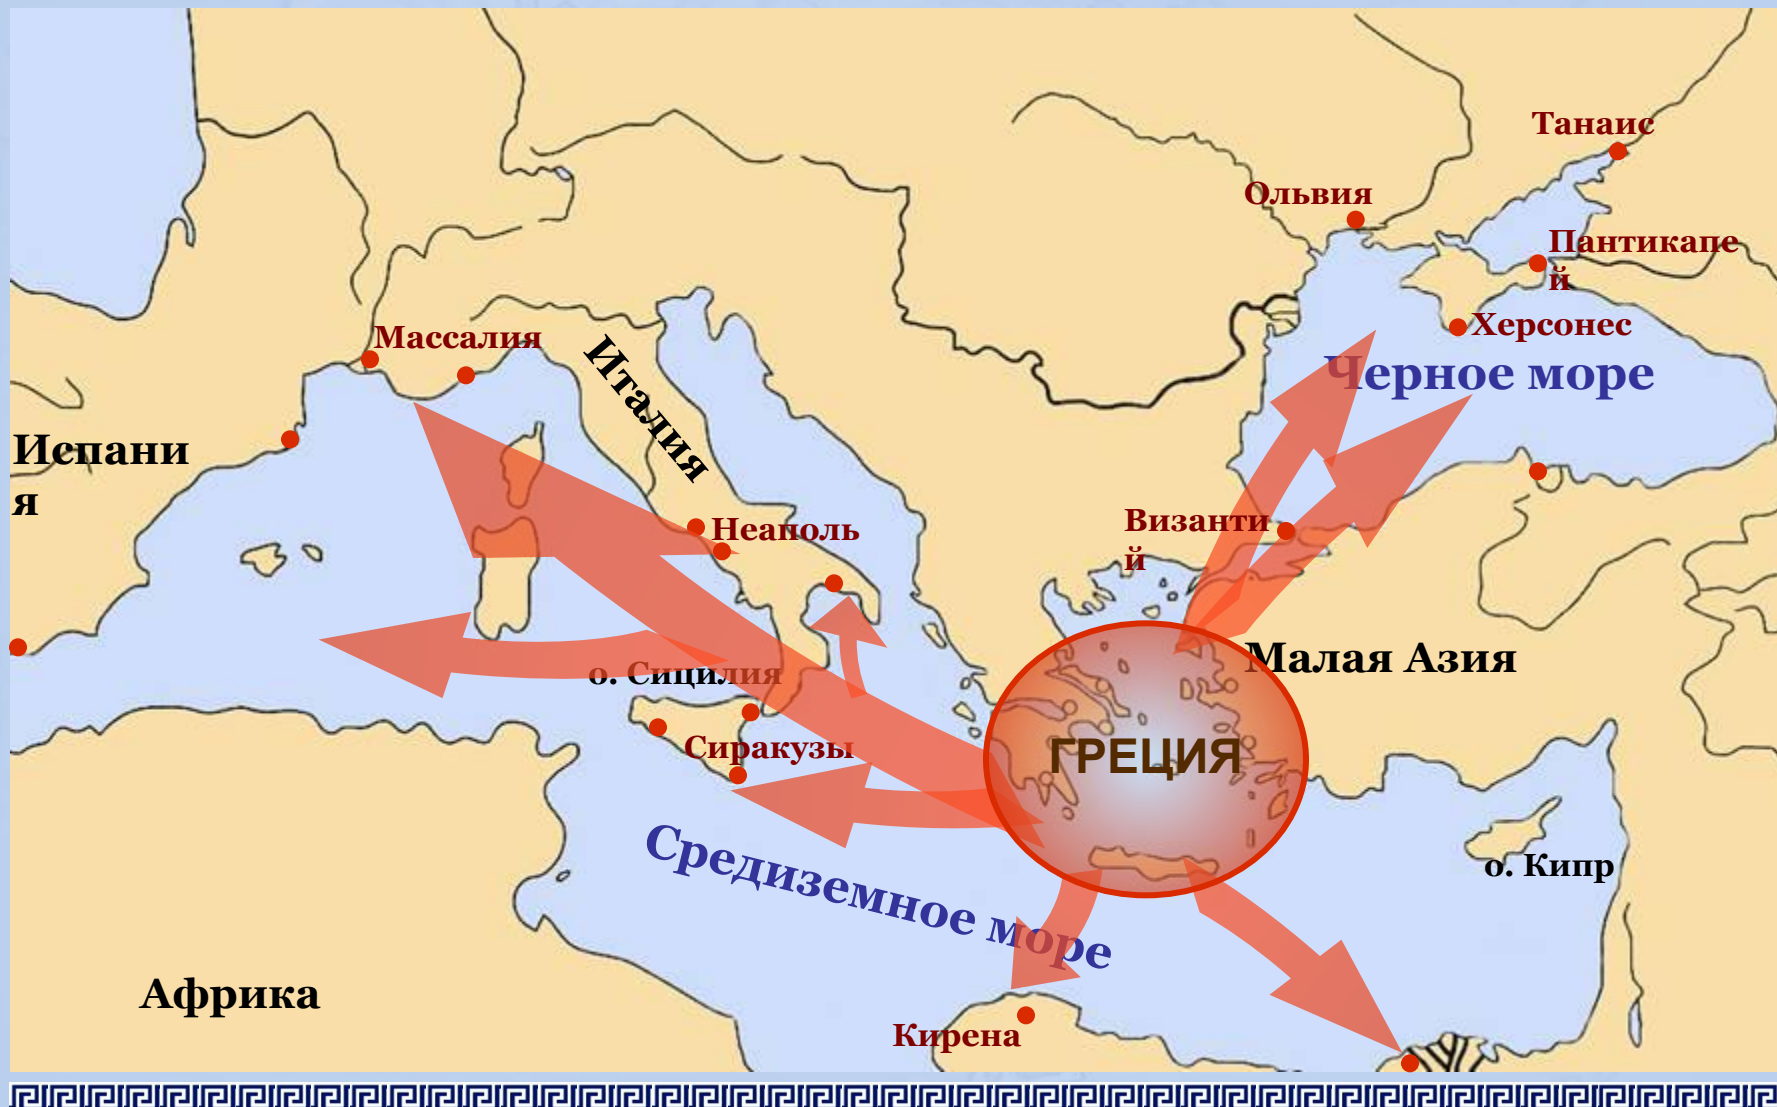 Танаис
Ольвия
Пантикапе
й
Херсонес
Массалия
Италия
Черное море
Испани
я
Неаполь
Византи
й
Малая Азия
о. Сицилия
Сиракузы
ГРЕЦИЯ
Средиземное море
о. Кипр
Африка
Кирена